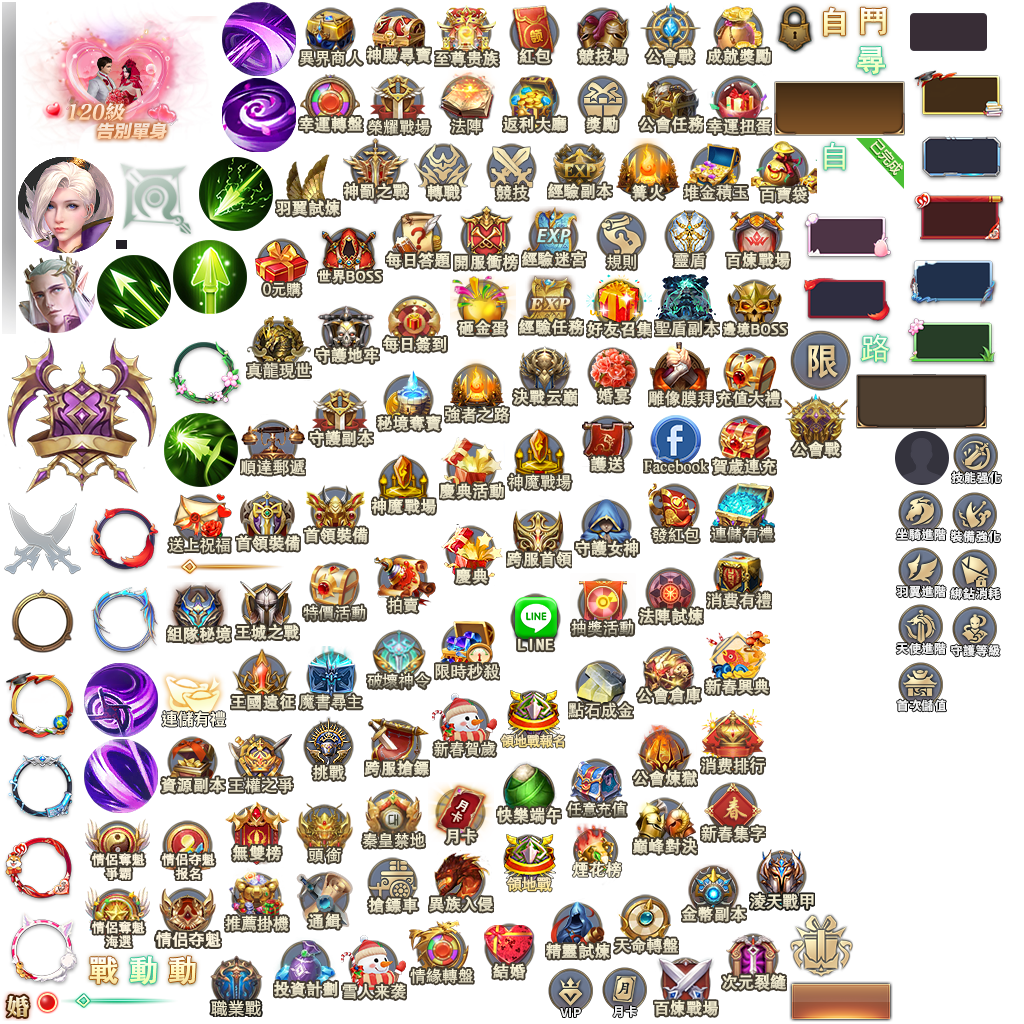 120級
告別單身
異界商人
神殿尋寶
至尊貴族
紅包
競技場
公會戰
成就獎勵
自
鬥
尋
幸運轉盤
榮耀戰場
法陣
返利大廳
獎勵
公會任務
幸運扭蛋
自
已完成
羽翼試煉
神罰之戰
轉職
競技
EXP
經驗副本
篝火
堆金積玉
百寶袋
0元購
世界BOSS
每日答題
開服衝榜
EXP
經驗迷宮
規則
靈盾
百煉戰場
真龍現世
守護地牢
每日簽到
砸金蛋
EXP
經驗任務
好友召集
聖盾副本
邊境BOSS
限
路
順達郵遞
守護副本
秘境奪寶
強者之路
決戰云巔
婚宴
雕像膜拜
充值大禮
公會戰
神魔戰場
慶典活動
神魔戰場
護送
Facebook
賀歲連充
技能強化
送上祝福
首領裝備
首領裝備
慶典
跨服首領
守護女神
發紅包
連儲有禮
坐騎進階
裝備強化
組隊秘境
王城之戰
特價活動
拍賣
LINE
LINE
抽獎活動
法陣試煉
消费有禮
羽翼進階
綁鉆消耗
天使進階
守護等級
連儲有禮
王國遠征
魔書尋主
破壞神令
限時秒殺
點石成金
公會倉庫
新春興典
首次儲值
資源副本
王權之爭
挑戰
跨服搶鏢
新春賀歲
領地戰報名
公會煉獄
消费排行
情侶奪魁
爭霸
情侶夺魁
报名
無雙榜
頭銜
秦皇禁地
月卡
月卡
快樂端午
任意充值
巔峰對決
春
新春集字
情侶奪魁
海選
情侶夺魁
推薦掛機
通緝
搶鏢車
異族入侵
領地戰
煙花榜
金幣副本
淩天戰甲
戰
動
動
投資計劃
雪人来袭
情緣轉盤
結婚
精靈試煉
天命轉盤
次元裂縫
婚
職業戰
VIP
月卡
月卡
百煉戰場